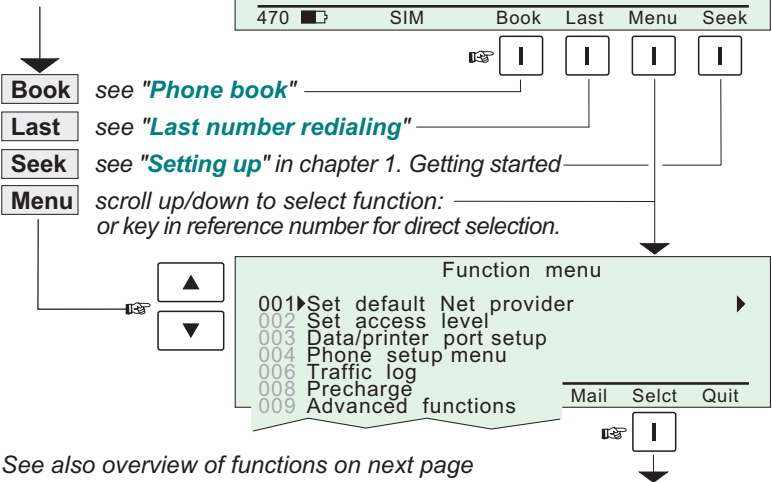 470 SIM Book Last Menu Seek
Book see "Phone book"
Last see "Last number redialing"
Seek see "Setting up" in chapter 1. Getting started
Menu scroll up/down to select function:
or key in reference number for direct selection.
Function menu
001 Set default Net provider
002 Set access level
003 Data/printer port setup
004 Phone setup menu
006 Traffic log
008 Precharge
009 Advanced functions
Mail Selct Quit
See also overview of functions on next page